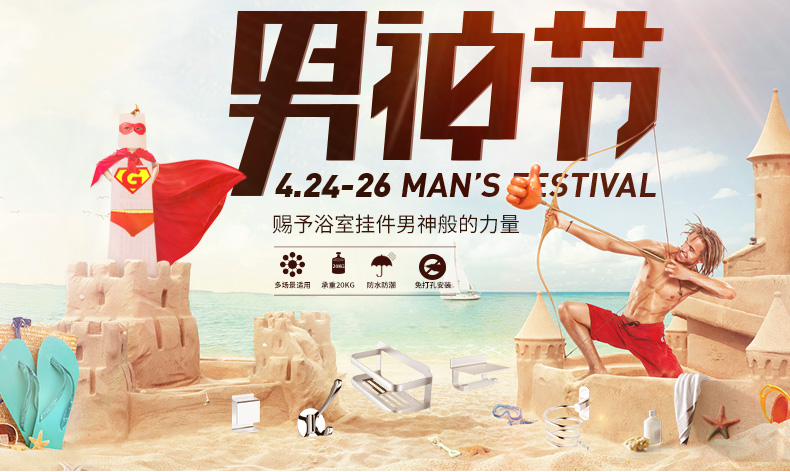 男神节
4.24-26 MAN'S FESTIVAL
赐予浴室挂件男神般的力量
20KG
多场景适用 承重20KG 防水防潮 免打孔安装
G